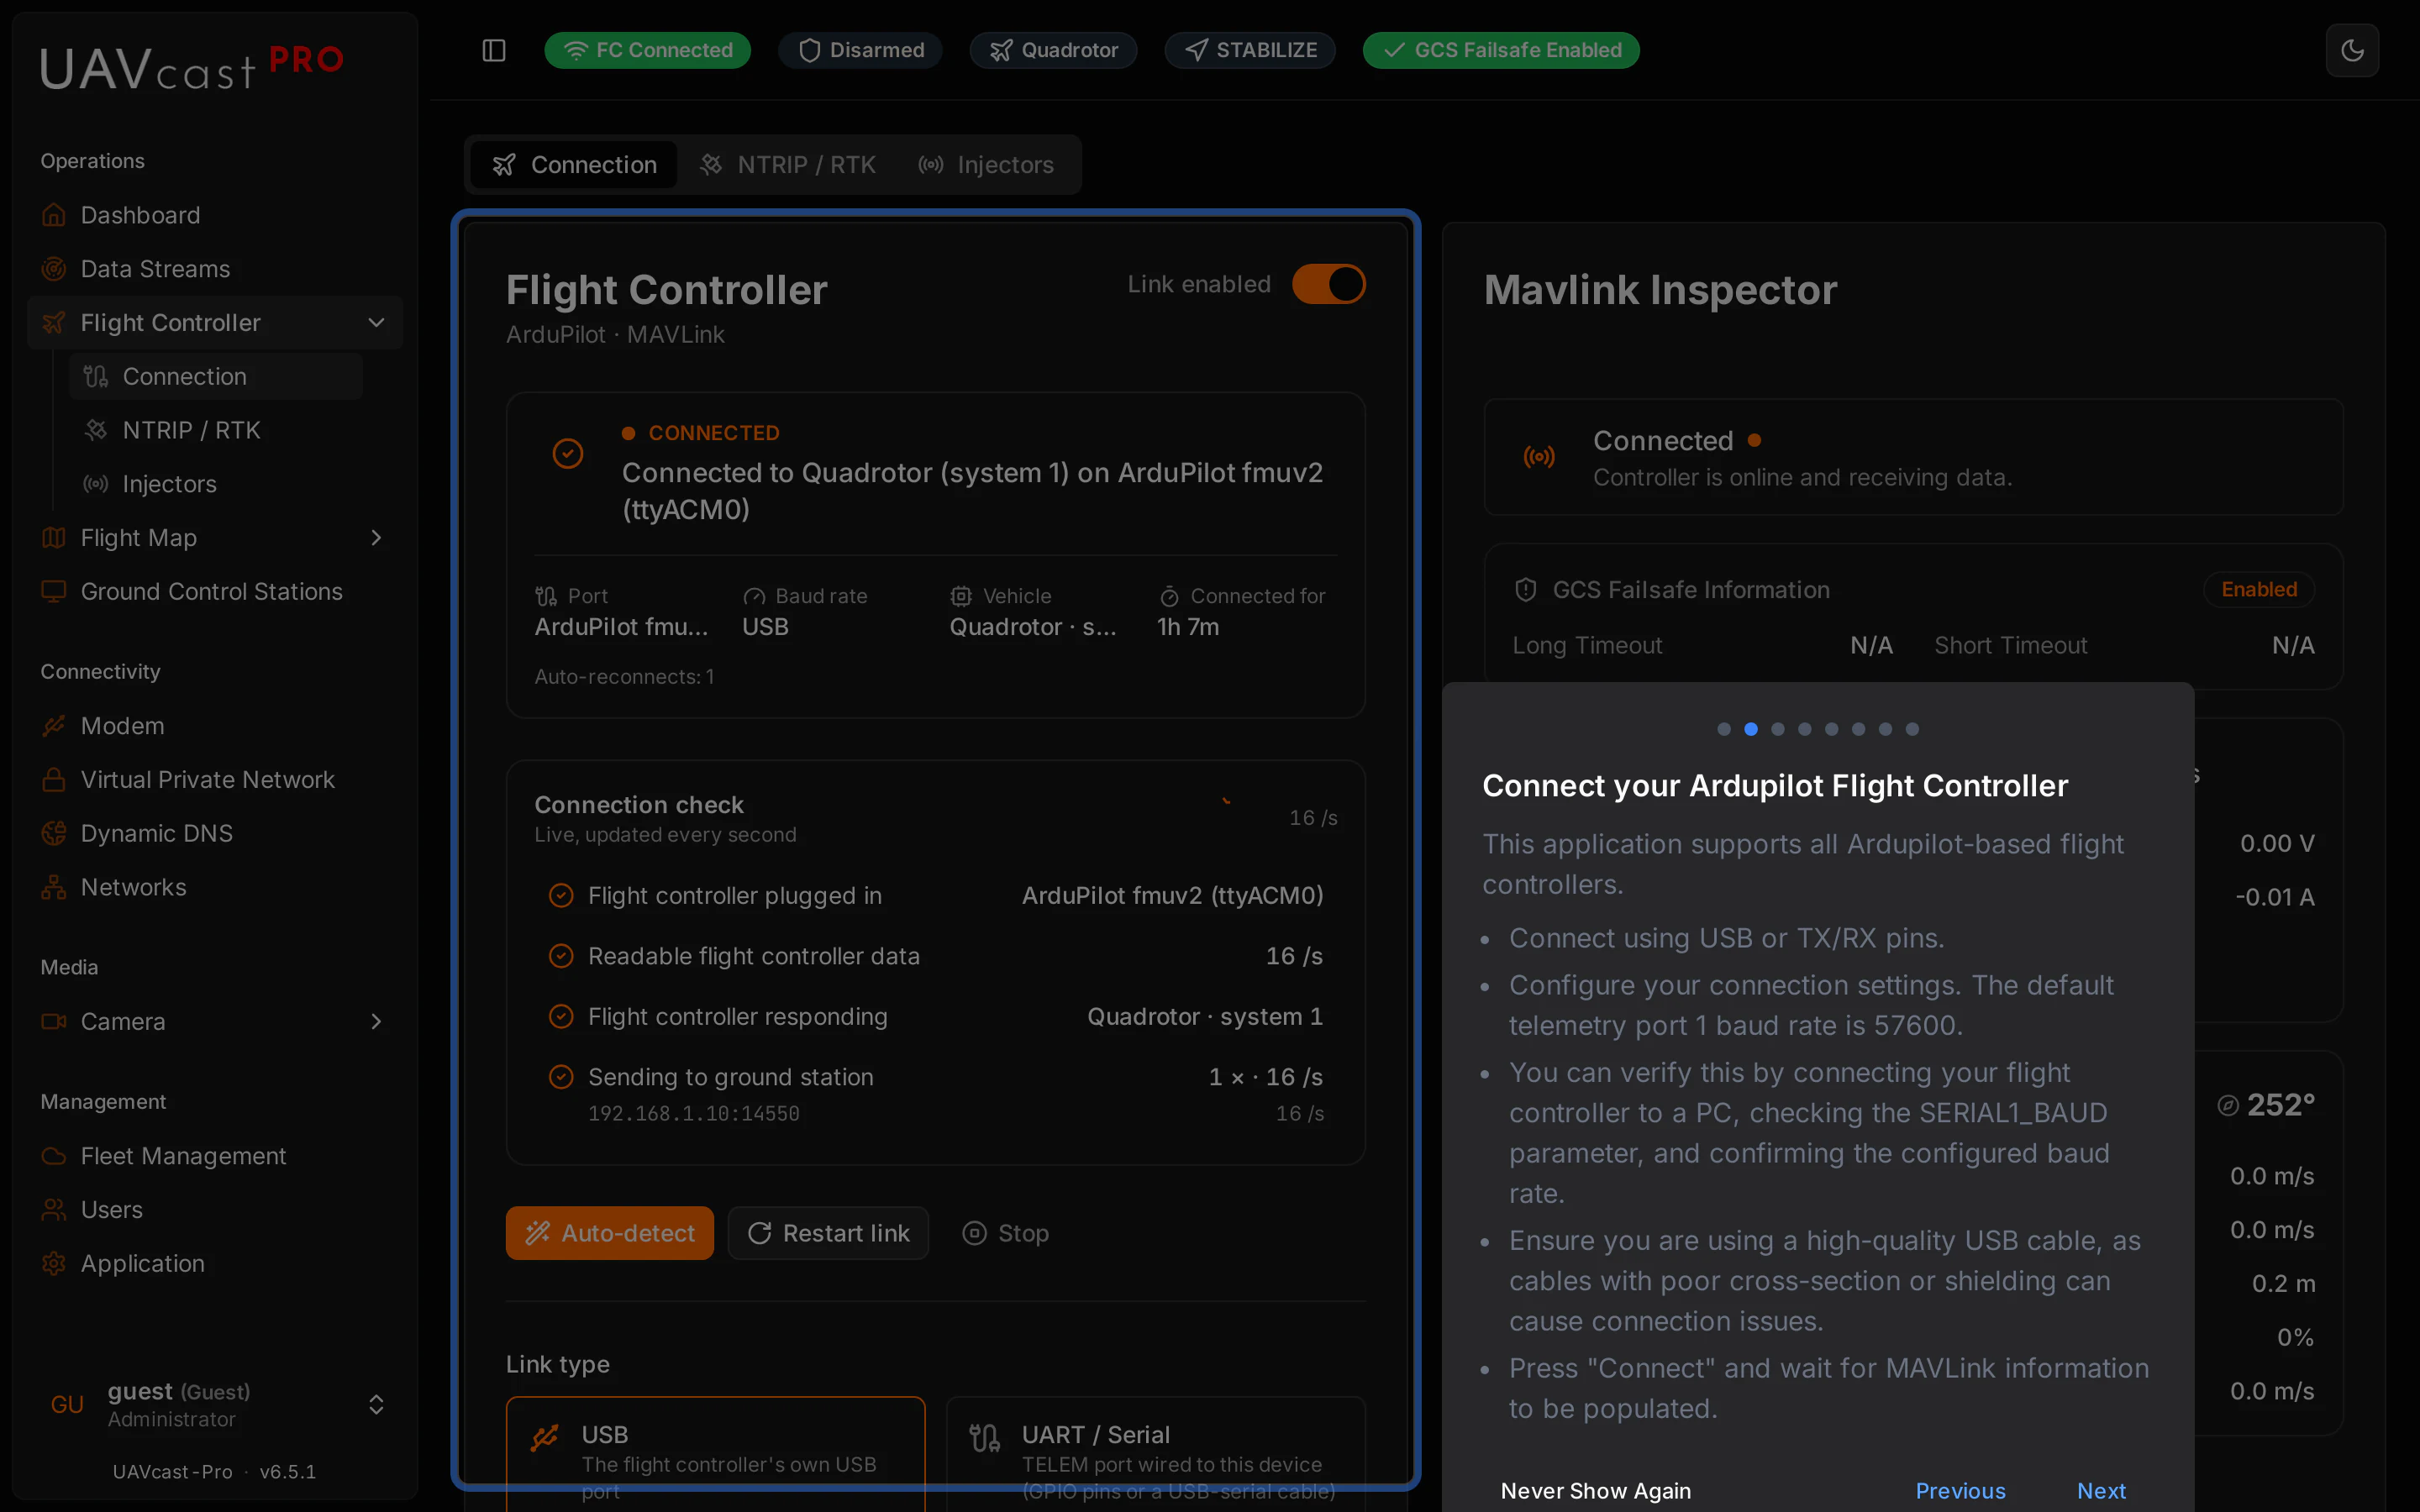 UAVcast PRO
FC Connected
Disarmed
Quadrotor
STABILIZE
GCS Failsafe Enabled
Operations
Dashboard
Data Streams
Flight Controller
Connection
NTRIP / RTK
Injectors
Flight Map
Ground Control Stations
Connectivity
Modem
Virtual Private Network
Dynamic DNS
Networks
Media
Camera
Management
Fleet Management
Users
Application
GU
guest (Guest)
Administrator
UAVcast-Pro · v6.5.1
Connection
NTRIP / RTK
Injectors
Flight Controller
Link enabled
ArduPilot · MAVLink
CONNECTED
Connected to Quadrotor (system 1) on ArduPilot fmuv2
(ttyACM0)
Port
Baud rate
Vehicle
Connected for
ArduPilot fmu...
USB
Quadrotor · s...
1h 7m
Auto-reconnects: 1
Connection check
Live, updated every second
16 /s
Flight controller plugged in
ArduPilot fmuv2 (ttyACM0)
Readable flight controller data
16 /s
Flight controller responding
Quadrotor · system 1
Sending to ground station
1 × · 16 /s
192.168.1.10:14550
16 /s
Auto-detect
Restart link
Stop
Link type
USB
The flight controller's own USB
port
UART / Serial
TELEM port wired to this device
(GPIO pins or a USB-serial cable)
Mavlink Inspector
Connected
Controller is online and receiving data.
GCS Failsafe Information
Enabled
Long Timeout
N/A
Short Timeout
N/A
0.00 V
-0.01 A
252°
0.0 m/s
0.0 m/s
0.2 m
0%
0.0 m/s
Connect your Ardupilot Flight Controller
This application supports all Ardupilot-based flight
controllers.
• Connect using USB or TX/RX pins.
• Configure your connection settings. The default
telemetry port 1 baud rate is 57600.
• You can verify this by connecting your flight
controller to a PC, checking the SERIAL1_BAUD
parameter, and confirming the configured baud
rate.
• Ensure you are using a high-quality USB cable, as
cables with poor cross-section or shielding can
cause connection issues.
• Press "Connect" and wait for MAVLink information
to be populated.
Never Show Again
Previous
Next